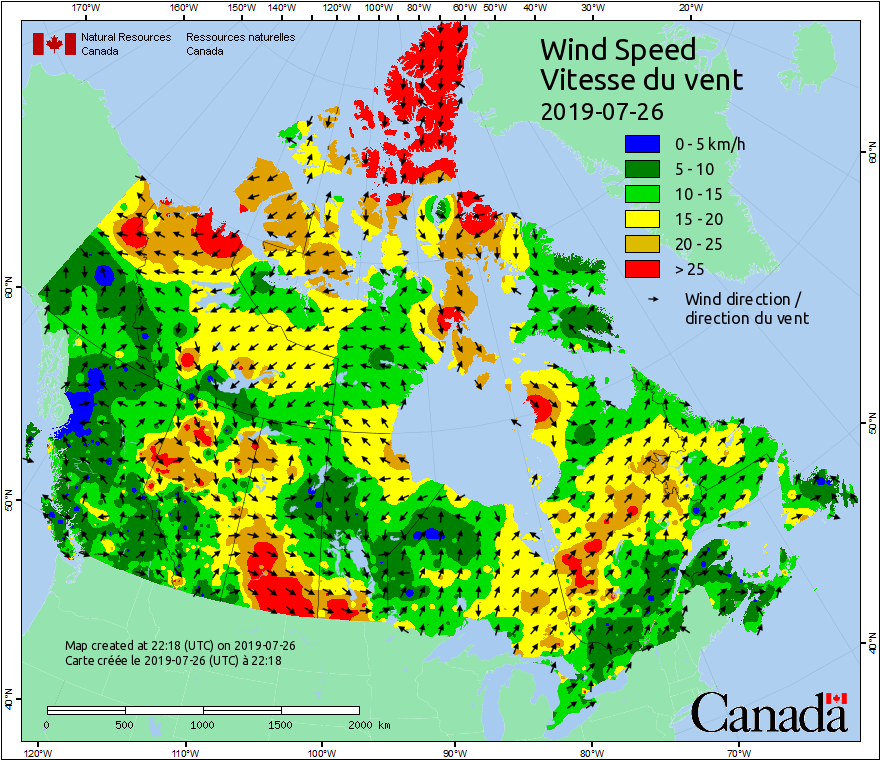 170°W 160°W 150°W 140°W 120°W 100°W 80°W 60°W 50°W 40°W 30°W 20°W
Natural Resources Canada
Ressources naturelles Canada
Wind Speed
Vitesse du vent
2019-07-26
0 - 5 km/h
5 - 10
10 - 15
15 - 20
20 - 25
> 25
Wind direction /
direction du vent
60°N
50°N
40°N
60°N
50°N
40°N
Map created at 22:18 (UTC) on 2019-07-26
Carte créée le 2019-07-26 (UTC) à 22:18
0 500 1000 1500 2000 km
Canada
120°W 110°W 100°W 90°W 80°W 70°W